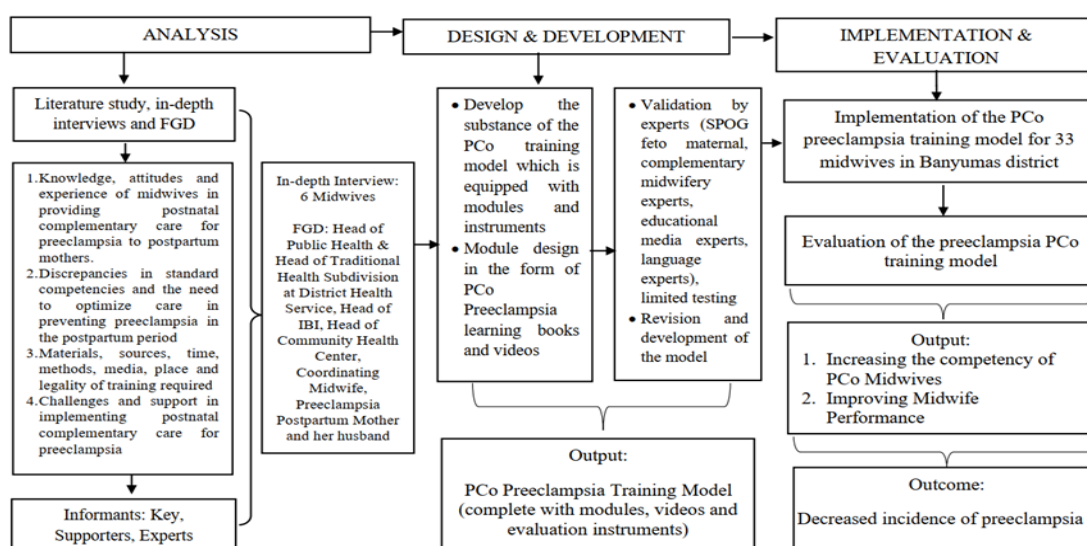 ANALYSIS
DESIGN & DEVELOPMENT
IMPLEMENTATION &
EVALUATION
Literature study, in-depth
interviews and FGD
1.Knowledge, attitudes and
experience of midwives in
providing postnatal
complementary care for
preeclampsia to postpartum
mothers.
2.Discrepancies in standard
competencies and the need
to optimize care in
preventing preeclampsia in
the postpartum period
3.Materials, sources, time,
methods, media, place and
legality of training required
4.Challenges and support in
implementing postnatal
complementary care for
preeclampsia
Informants: Key,
Supporters, Experts
In-depth Interview:
6 Midwives
FGD: Head of
Public Health &
Head of Traditional
Health Subdivision
at District Health
Service, Head of
IBI, Head of
Community Health
Center,
Coordinating
Midwife,
Preeclampsia
Postpartum Mother
and her husband
• Develop the
substance of the
PCo training
model which is
equipped with
modules and
instruments
• Module design
in the form of
PCo
Preeclampsia
learning books
and videos
• Validation by
experts (SPOG
feto maternal,
complementary
midwifery
experts,
educational
media experts,
language
experts),
limited testing
• Revision and
development of
the model
Output:
PCo Preeclampsia Training Model
(complete with modules, videos and
evaluation instruments)
Implementation of the PCo
preeclampsia training model for 33
midwives in Banyumas district
Evaluation of the preeclampsia PCo
training model
Output:
1. Increasing the competency of
PCo Midwives
2. Improving Midwife
Performance
Outcome:
Decreased incidence of preeclampsia